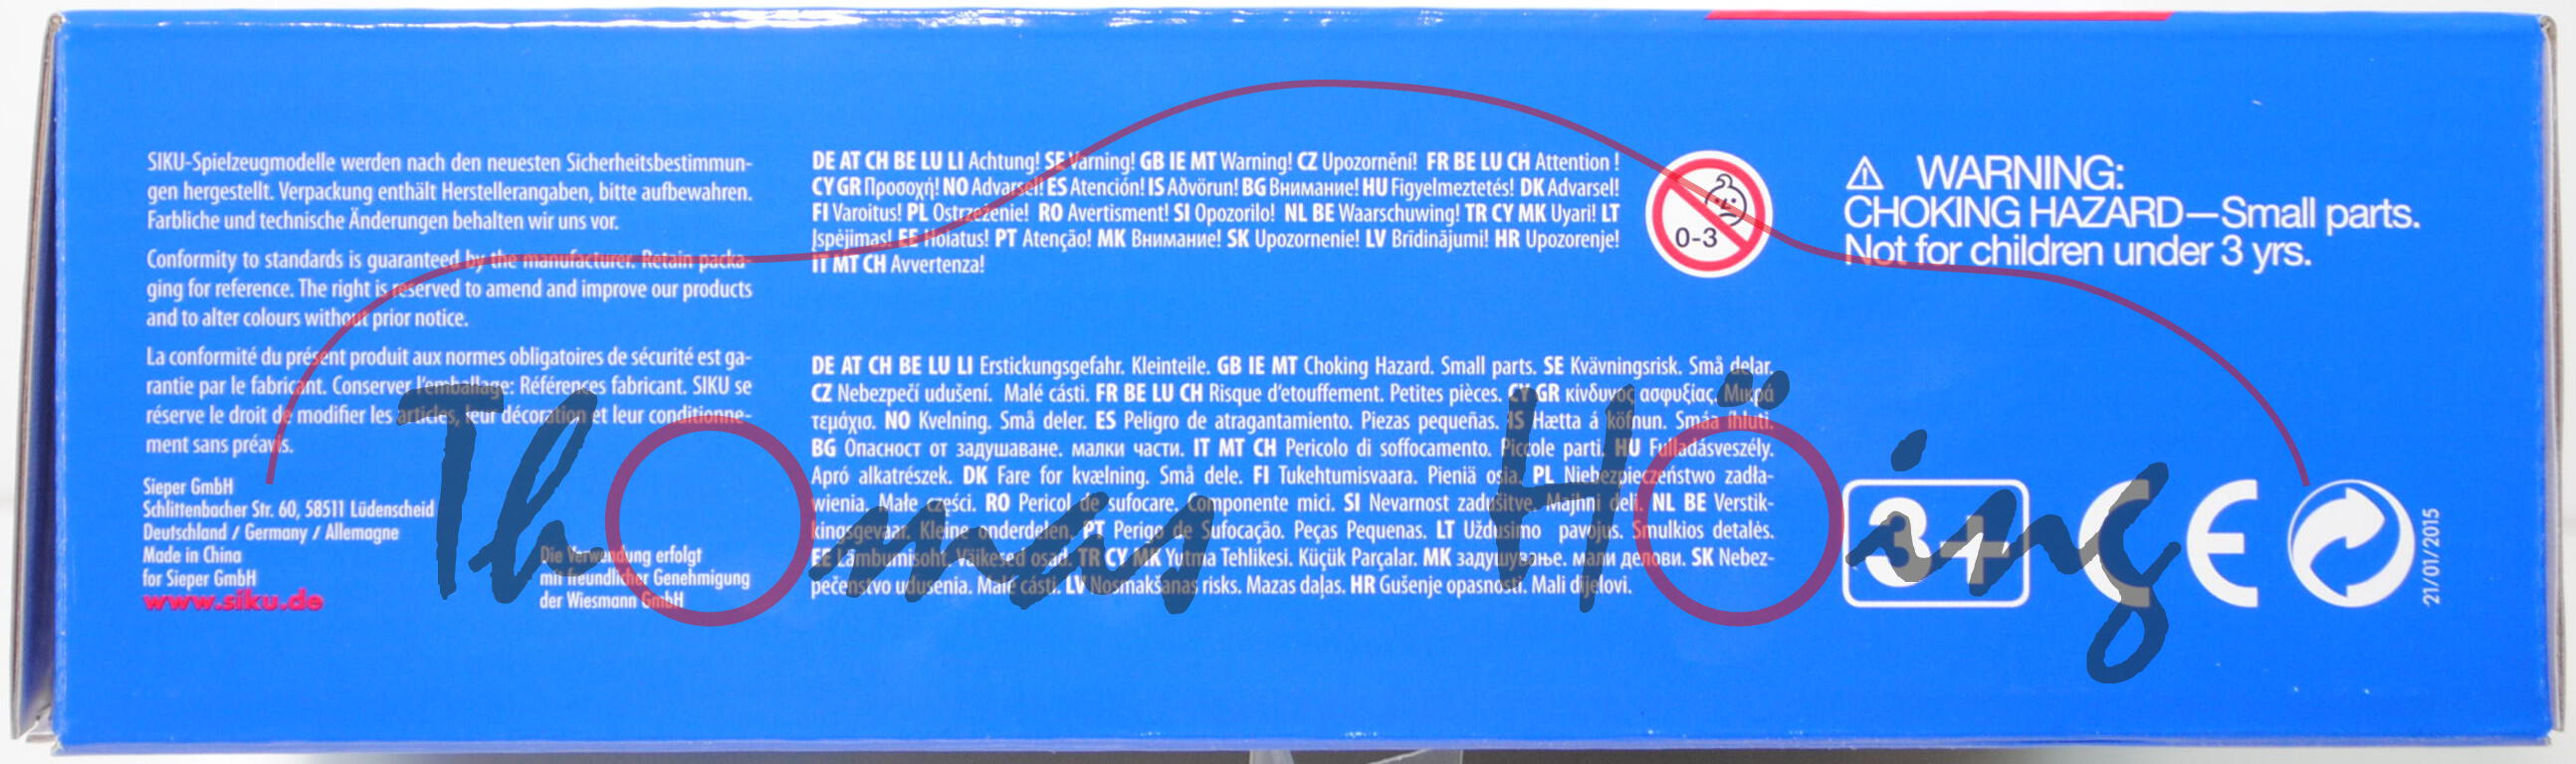 SIKU-Spielzeugmodelle werden nach den neuesten Sicherheitsbestimmun-
gen hergestellt. Verpackung enthält Herstellerangaben, bitte aufbewahren.
Farbliche und technische Änderungen behalten wir uns vor.
Conformity to standards is guaranteed by the manufacturer. Retain packa-
ging for reference. The right is reserved to amend and improve our products
and to alter colours without prior notice.
La conformité du présent produit aux normes obligatoires de sécurité est ga-
rantie par le fabricant. Conserver l'emballage: Références fabricant. SIKU se
réserve le droit de modifier les articles, leur décoration et leur conditionne-
ment sans préavis.
Sieper GmbH
Schlittenbacher Str. 60, 58511 Lüdenscheid
Deutschland / Germany / Allemagne
Made in China
for Sieper GmbH
www.siku.de
Die Verwendung erfolgt
mit freundlicher Genehmigung
der Wiesmann GmbH
DE AT CH BE LU LI Achtung! SE Varning! GB IE MT Warning! CZ Upozornění! FR BE LU CH Attention !
CY GR Προσοχή! NO Advarsel! ES Atención! IS Aðvörun! BG Внимание! HU Figyelmeztetés! DK Advarsel!
FI Varoitus! PL Ostrzeżenie! RO Avertisment! SI Opozorilo! NL BE Waarschuwing! TR CY MK Uyari! LT
Įspėjimas! EE Hoiatus! PT Atenção! MK Внимание! SK Upozornenie! LV Brīdinājumi! HR Upozorenje!
IT MT CH Avvertenza!
0-3
DE AT CH BE LU LI Erstickungsgefahr. Kleinteile. GB IE MT Choking Hazard. Small parts. SE Kvävningsrisk. Små delar.
CZ Nebezpečí udušení. Malé cásti. FR BE LU CH Risque d'etouffement. Petites pièces. CY GR κίνδυνος ασφυξίας, Μικρά
τεμάχια. NO Kvelning. Små deler. ES Peligro de atragantamiento. Piezas pequeñas. IS Hætta á köfnun. Smáa íhluti.
BG Опасност от задушаване. малки части. IT MT CH Pericolo di soffocamento. Piccole parti. HU Fulladásveszély.
Apró alkatrészek. DK Fare for kvælning. Små dele. FI Tukehtumisvaara. Pieniä osia. PL Niebezpieczeństwo zadła-
wienia. Małe części. RO Pericol de sufocare. Componente mici. SI Nevarnost zadušitve. Majhni deli. NL BE Verstik-
kingsgevaar. Kleine onderdelen. PT Perigo de Sufocação. Peças Pequenas. LT Uždusimo pavojus. Smulkios detalės.
EE Lämbumisoht. Väikesed osad. TR CY MK Yutma Tehlikesi. Küçük Parçalar. MK задушување. мали делови. SK Nebez-
pečenstvo udusenia. Malé cásti. LV Nosmakšanas risks. Mazas daļas. HR Gušenje opasnosti. Mali dijelovi.
⚠ WARNING:
CHOKING HAZARD—Small parts.
Not for children under 3 yrs.
3+ CE
21/01/2015
Thomas Höing